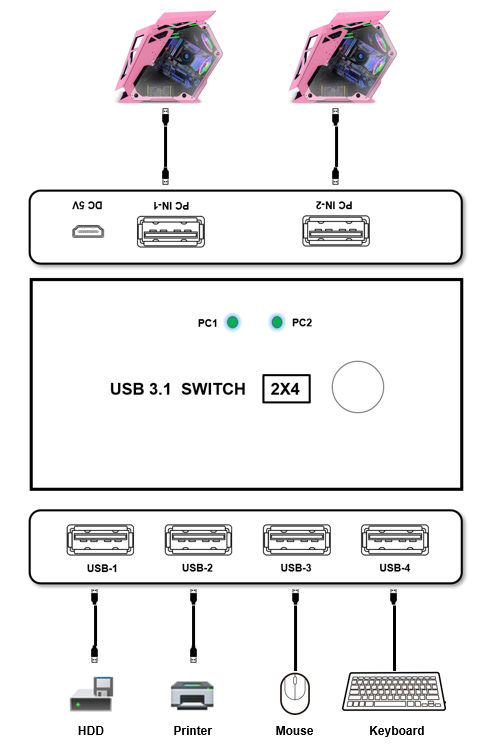 DC 5V PC IN-1 PC IN-2
PC1 PC2
USB 3.1 SWITCH 2X4
USB-1 USB-2 USB-3 USB-4
HDD Printer Mouse Keyboard